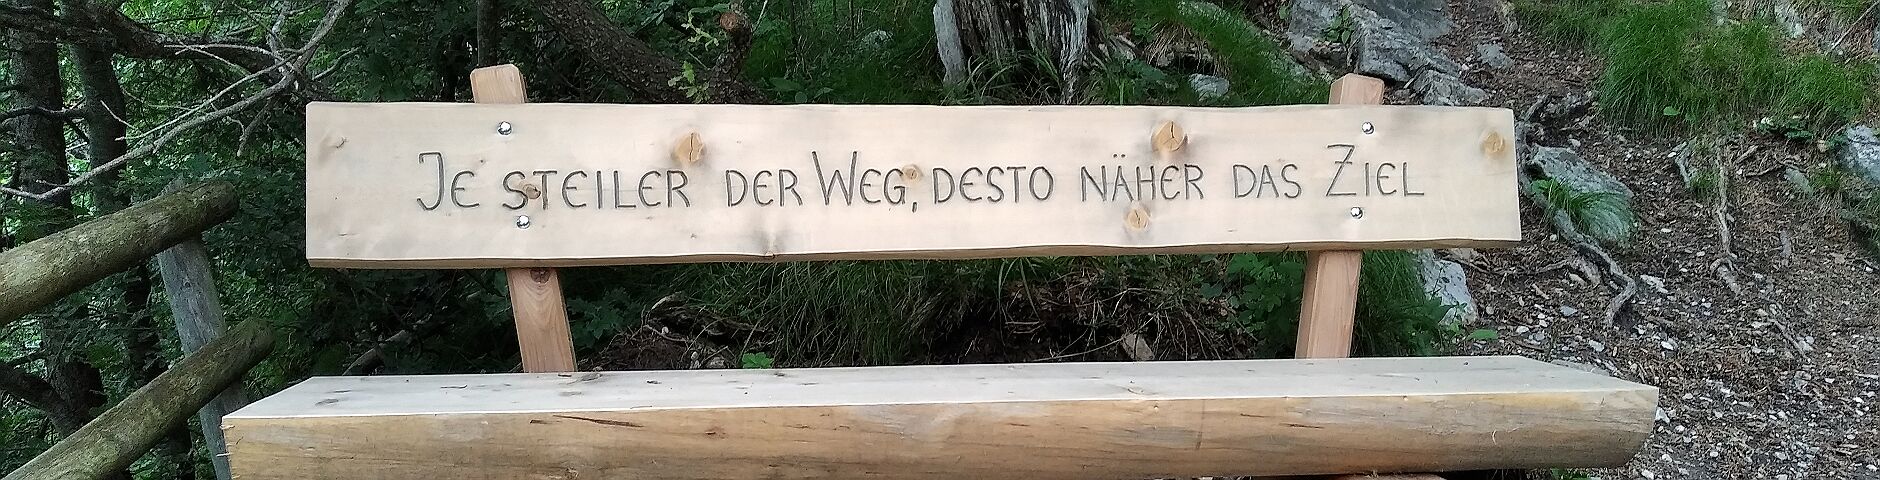 JE STEILER DER WEG, DESTO NÄHER DAS ZIEL